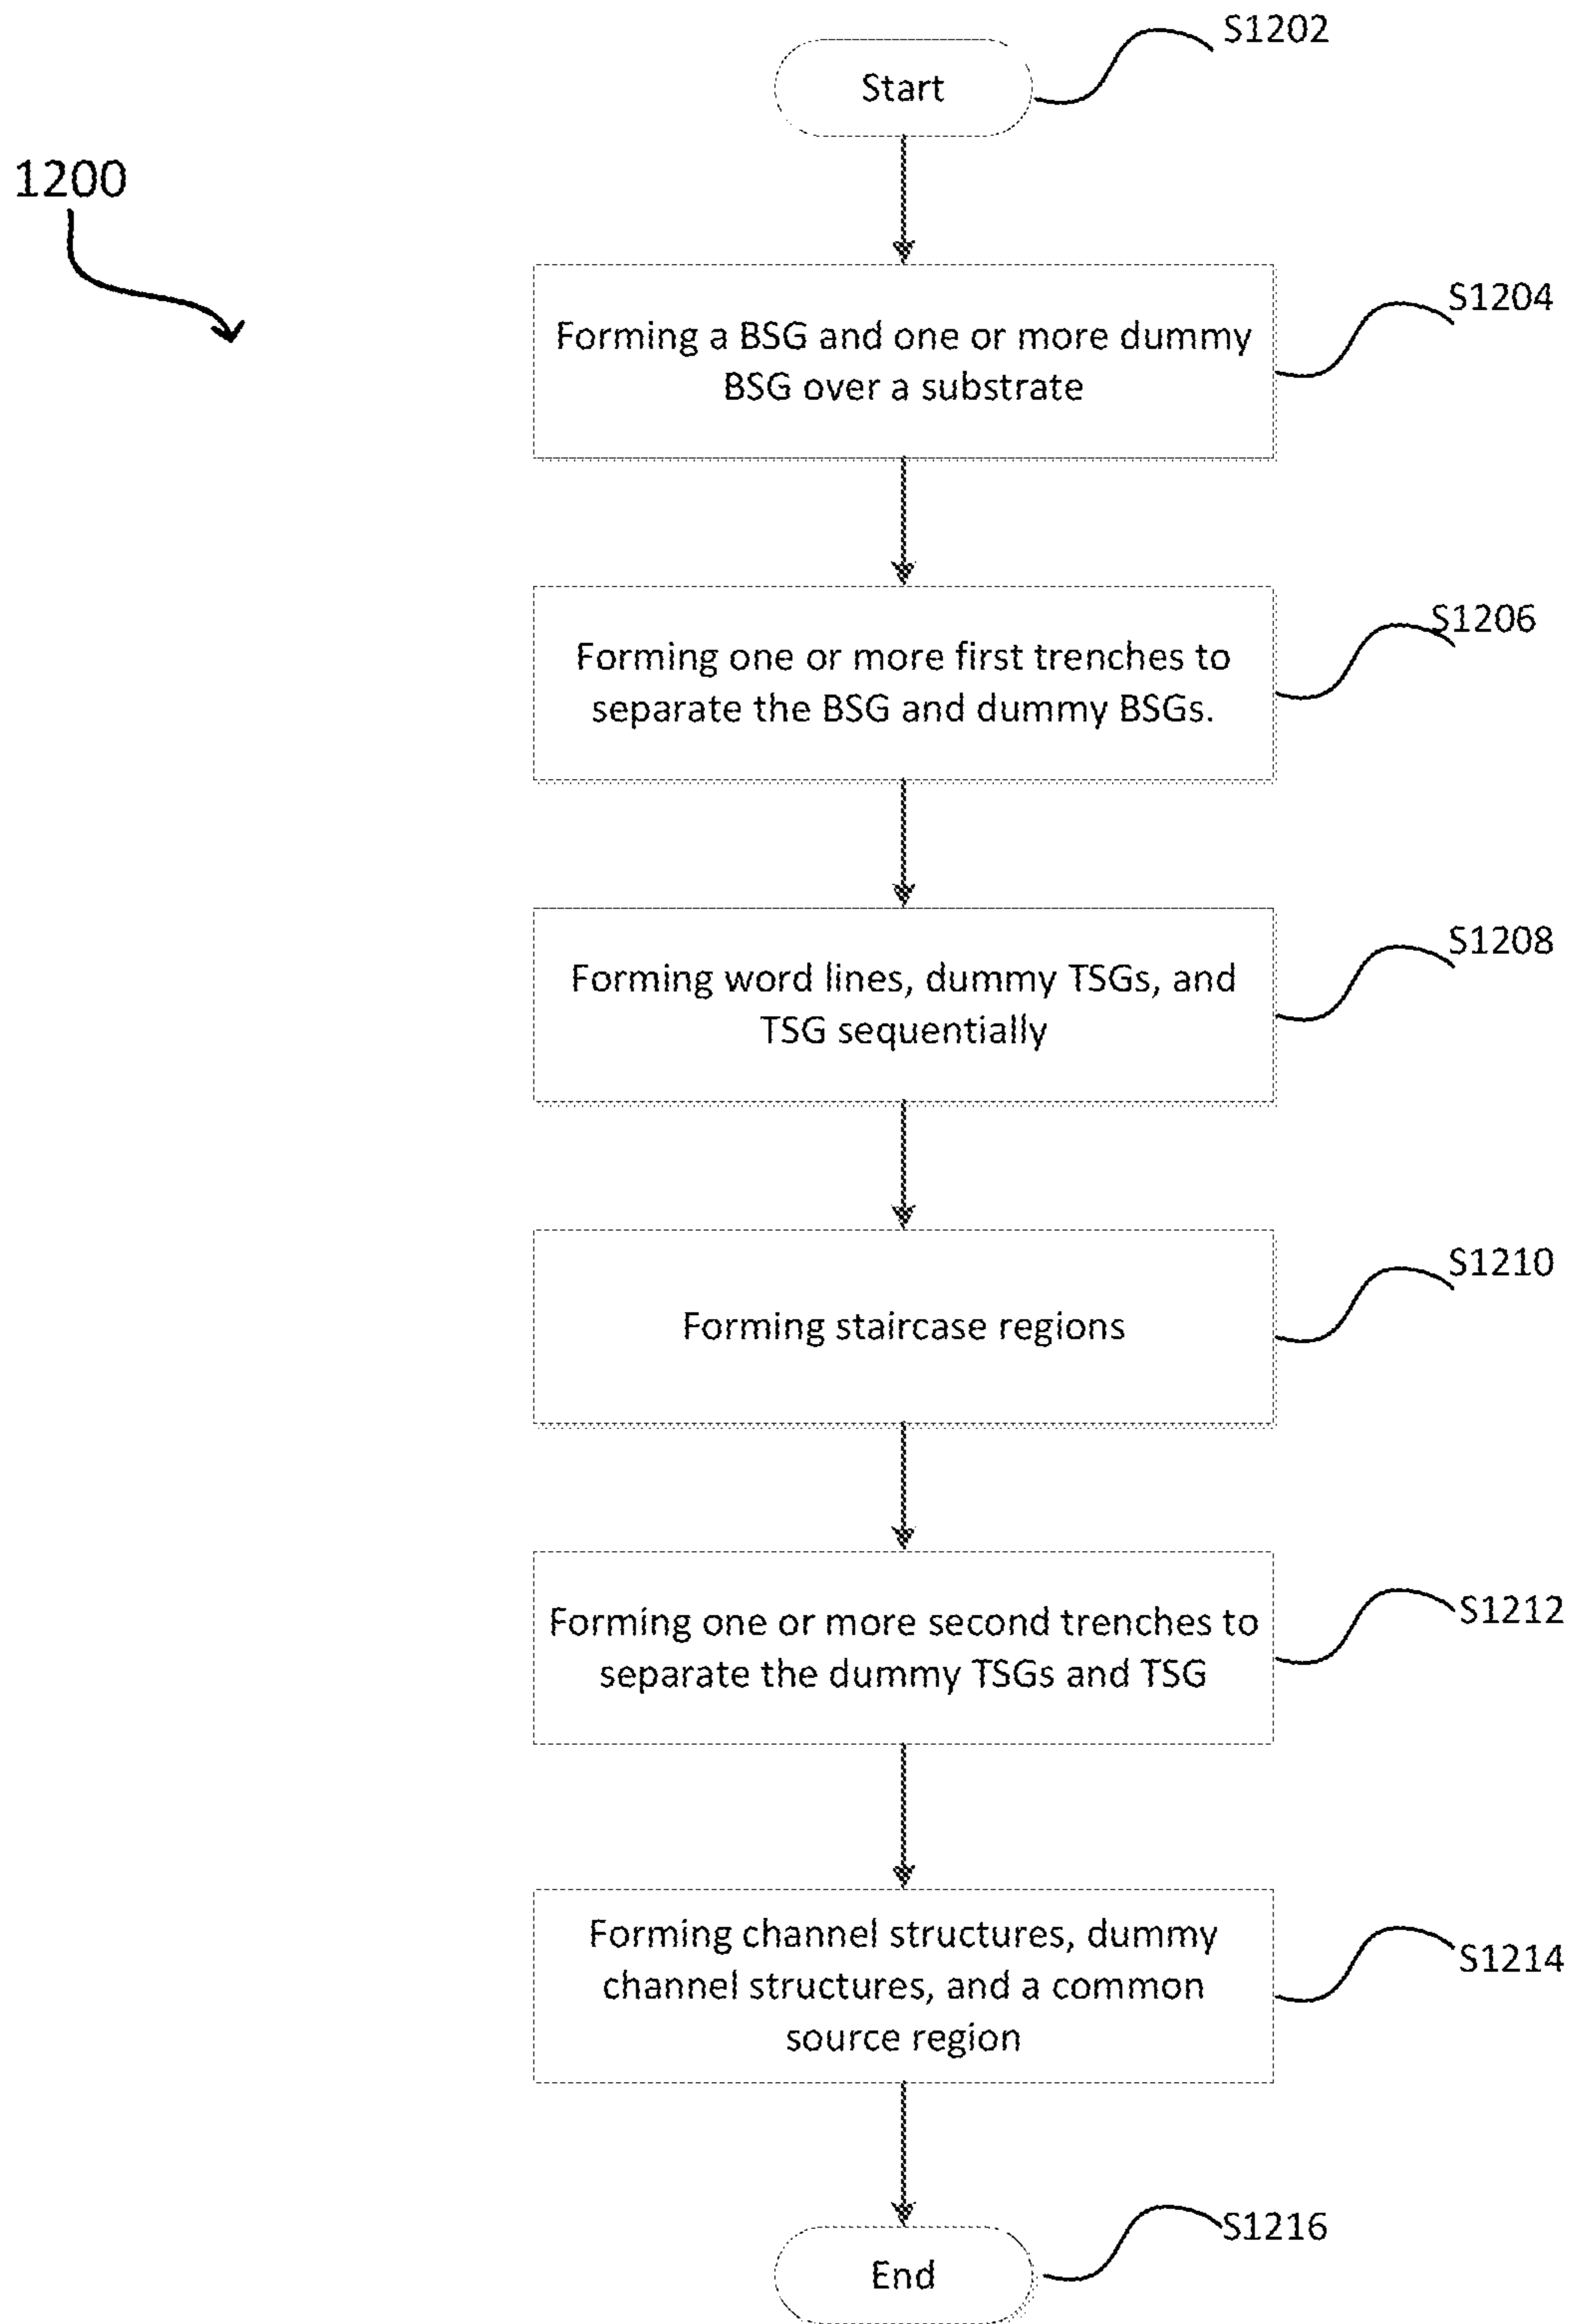 S1202
Start
1200
S1204
Forming a BSG and one or more dummy
BSG over a substrate
S1206
Forming one or more first trenches to
separate the BSG and dummy BSGs.
S1208
Forming word lines, dummy TSGs, and
TSG sequentially
S1210
Forming staircase regions
S1212
Forming one or more second trenches to
separate the dummy TSGs and TSG
S1214
Forming channel structures, dummy
channel structures, and a common
source region
S1216
End